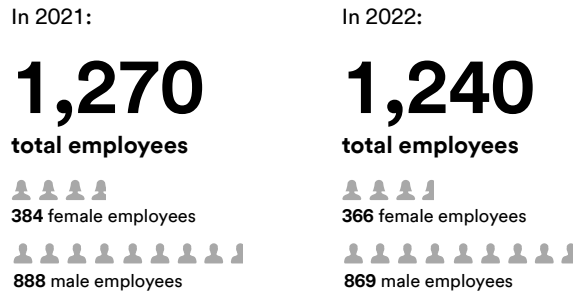 In 2021:
1,270
total employees
384 female employees
888 male employees
In 2022:
1,240
total employees
366 female employees
869 male employees